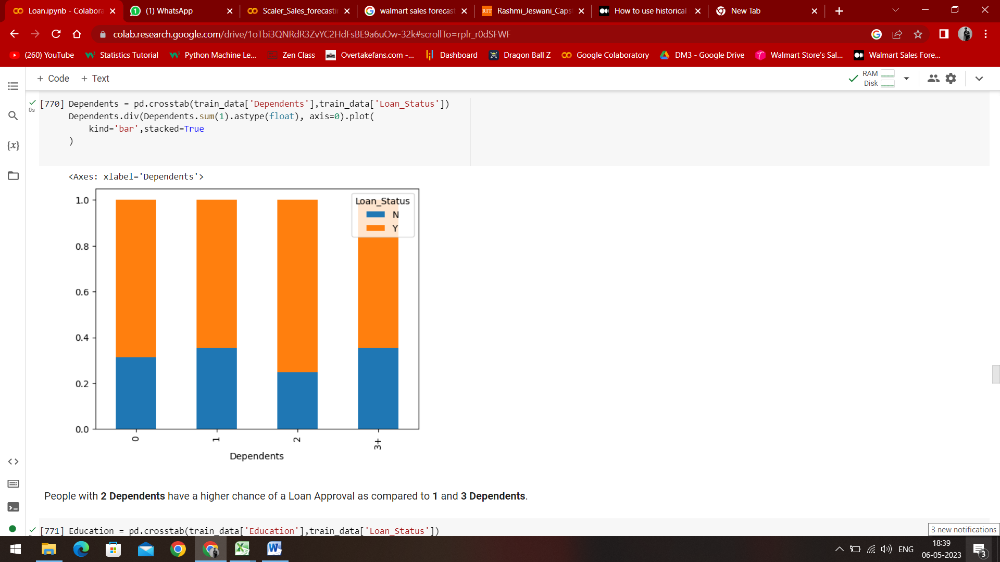 Loan.ipynb - Colabora
(1) WhatsApp
Scaler_Sales_forecasti
walmart sales forecast
RIT
Rashmi_Jeswani_Caps
How to use historical
New Tab
colab.research.google.com/drive/1oTbi3QNRdR3ZvYC2HdFsBE9a6uOw-32k#scrollTo=rplr_r0dSFWF
(260) YouTube
Statistics Tutorial
Python Machine Le...
Zen Class
Overtakefans.com -...
Dashboard
Dragon Ball Z
Google Colaboratory
DM3 - Google Drive
Walmart Store's Sal...
Walmart Sales Fore...
+ Code + Text
RAM
Disk
[770] Dependents = pd.crosstab(train_data['Dependents'],train_data['Loan_Status'])
0s
Dependents.div(Dependents.sum(1).astype(float), axis=0).plot(
kind='bar',stacked=True
)
{x}
<Axes: xlabel='Dependents'>
Loan_Status
N
Y
1.0
0.8
0.6
0.4
0.2
0.0
0
1
2
3+
Dependents
People with 2 Dependents have a higher chance of a Loan Approval as compared to 1 and 3 Dependents.
[771] Education = pd.crosstab(train_data['Education'],train_data['Loan_Status'])
3 new notifications
ENG
18:39
06-05-2023
3